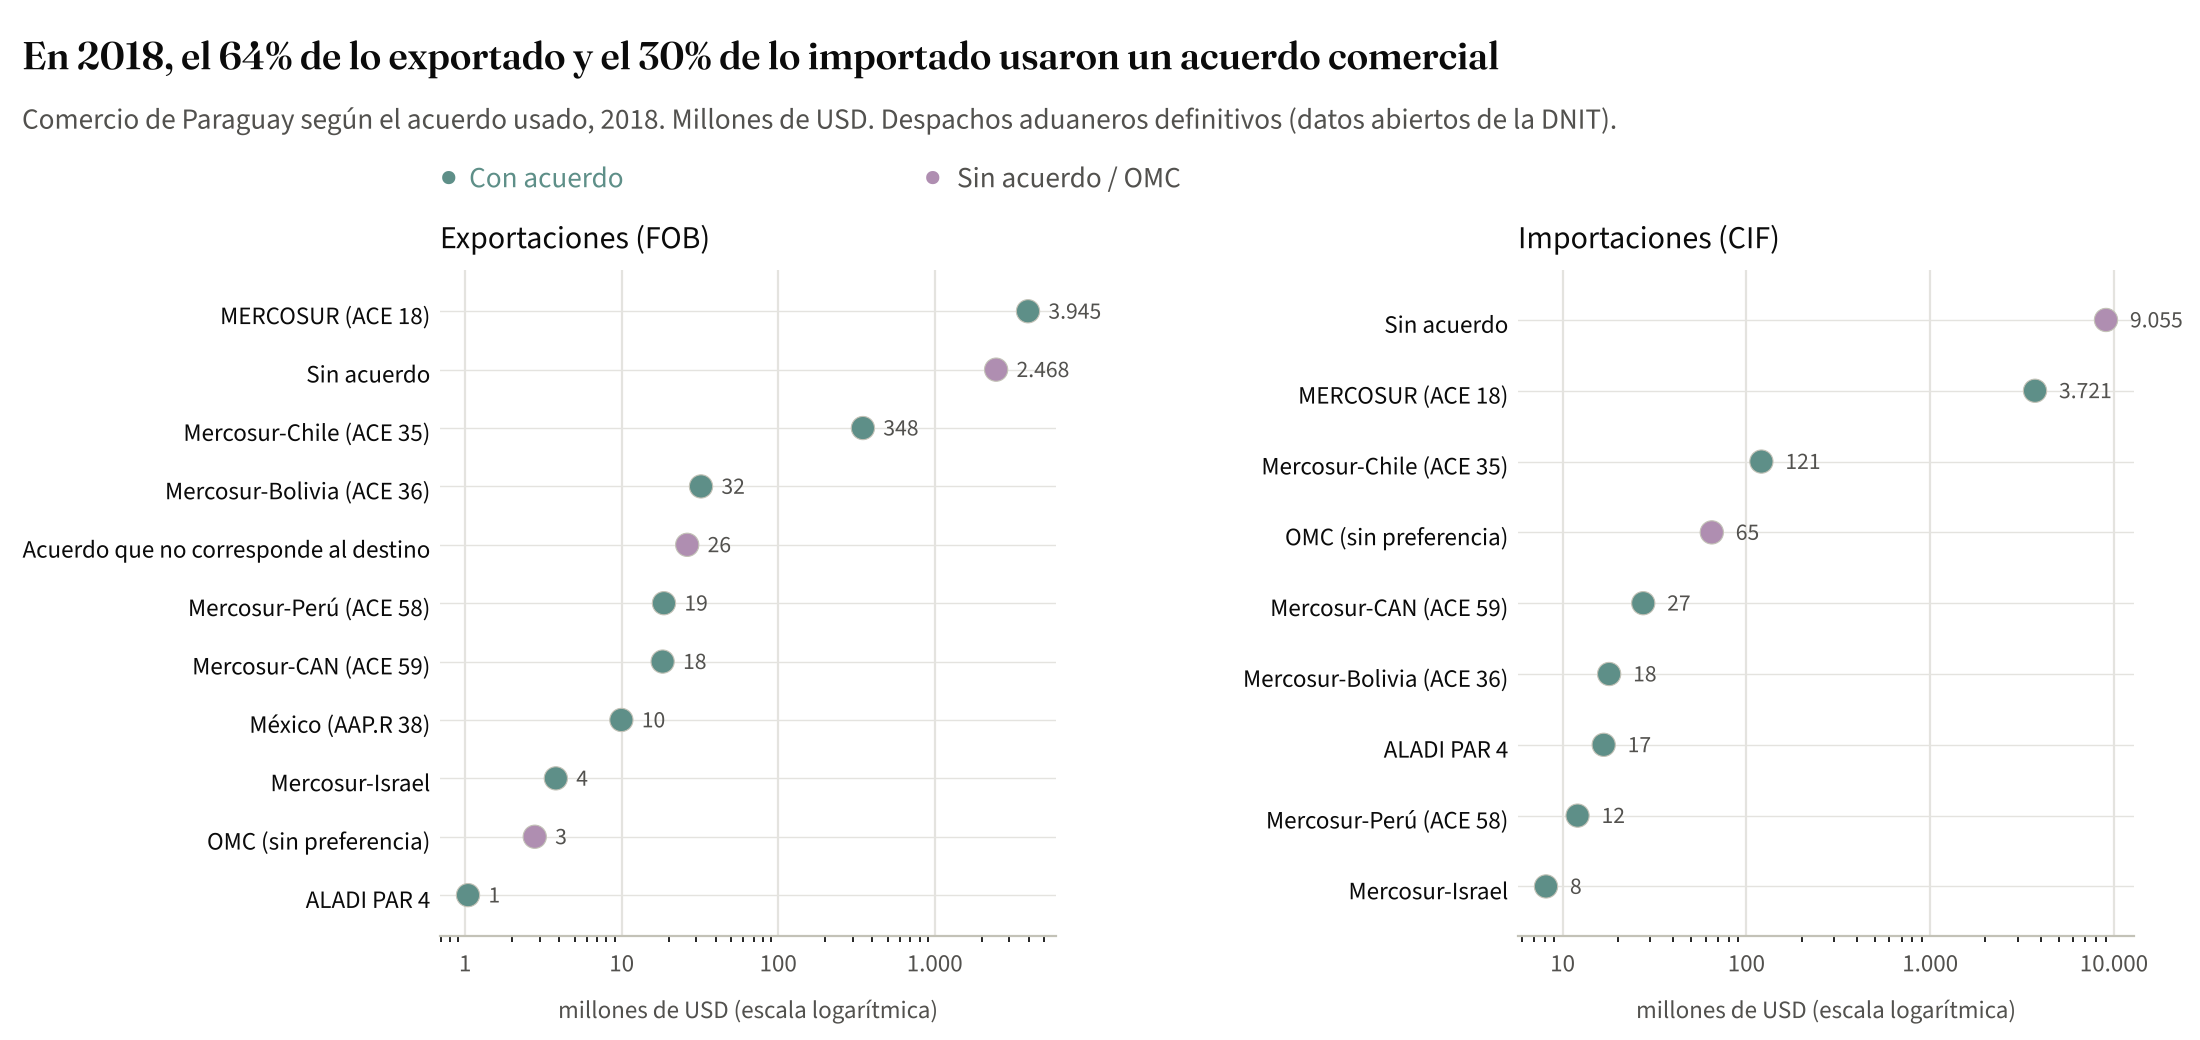 En 2018, el 64% de lo exportado y el 30% de lo importado usaron un acuerdo comercial
Comercio de Paraguay según el acuerdo usado, 2018. Millones de USD. Despachos aduaneros definitivos (datos abiertos de la DNIT).
Con acuerdo
Sin acuerdo / OMC
Exportaciones (FOB)
MERCOSUR (ACE 18) 3.945
Sin acuerdo 2.468
Mercosur-Chile (ACE 35) 348
Mercosur-Bolivia (ACE 36) 32
Acuerdo que no corresponde al destino 26
Mercosur-Perú (ACE 58) 19
Mercosur-CAN (ACE 59) 18
México (AAP.R 38) 10
Mercosur-Israel 4
OMC (sin preferencia) 3
ALADI PAR 4 1
1 10 100 1.000
millones de USD (escala logarítmica)
Importaciones (CIF)
Sin acuerdo 9.055
MERCOSUR (ACE 18) 3.721
Mercosur-Chile (ACE 35) 121
OMC (sin preferencia) 65
Mercosur-CAN (ACE 59) 27
Mercosur-Bolivia (ACE 36) 18
ALADI PAR 4 17
Mercosur-Perú (ACE 58) 12
Mercosur-Israel 8
10 100 1.000 10.000
millones de USD (escala logarítmica)